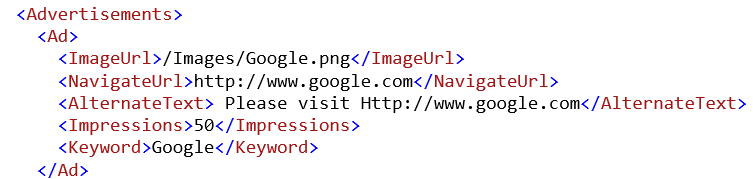 <Advertisements>
<Ad>
<ImageUrl>/Images/Google.png</ImageUrl>
<NavigateUrl>http://www.google.com</NavigateUrl>
<AlternateText> Please visit Http://www.google.com</AlternateText>
<Impressions>50</Impressions>
<Keyword>Google</Keyword>
</Ad>